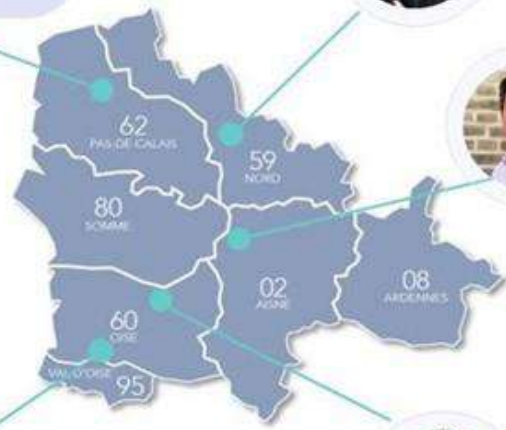 62
PAS-DE-CALAIS
59
NORD
80
SOMME
02
AISNE
08
ARDENNES
60
OISE
VAL-D'OISE
95